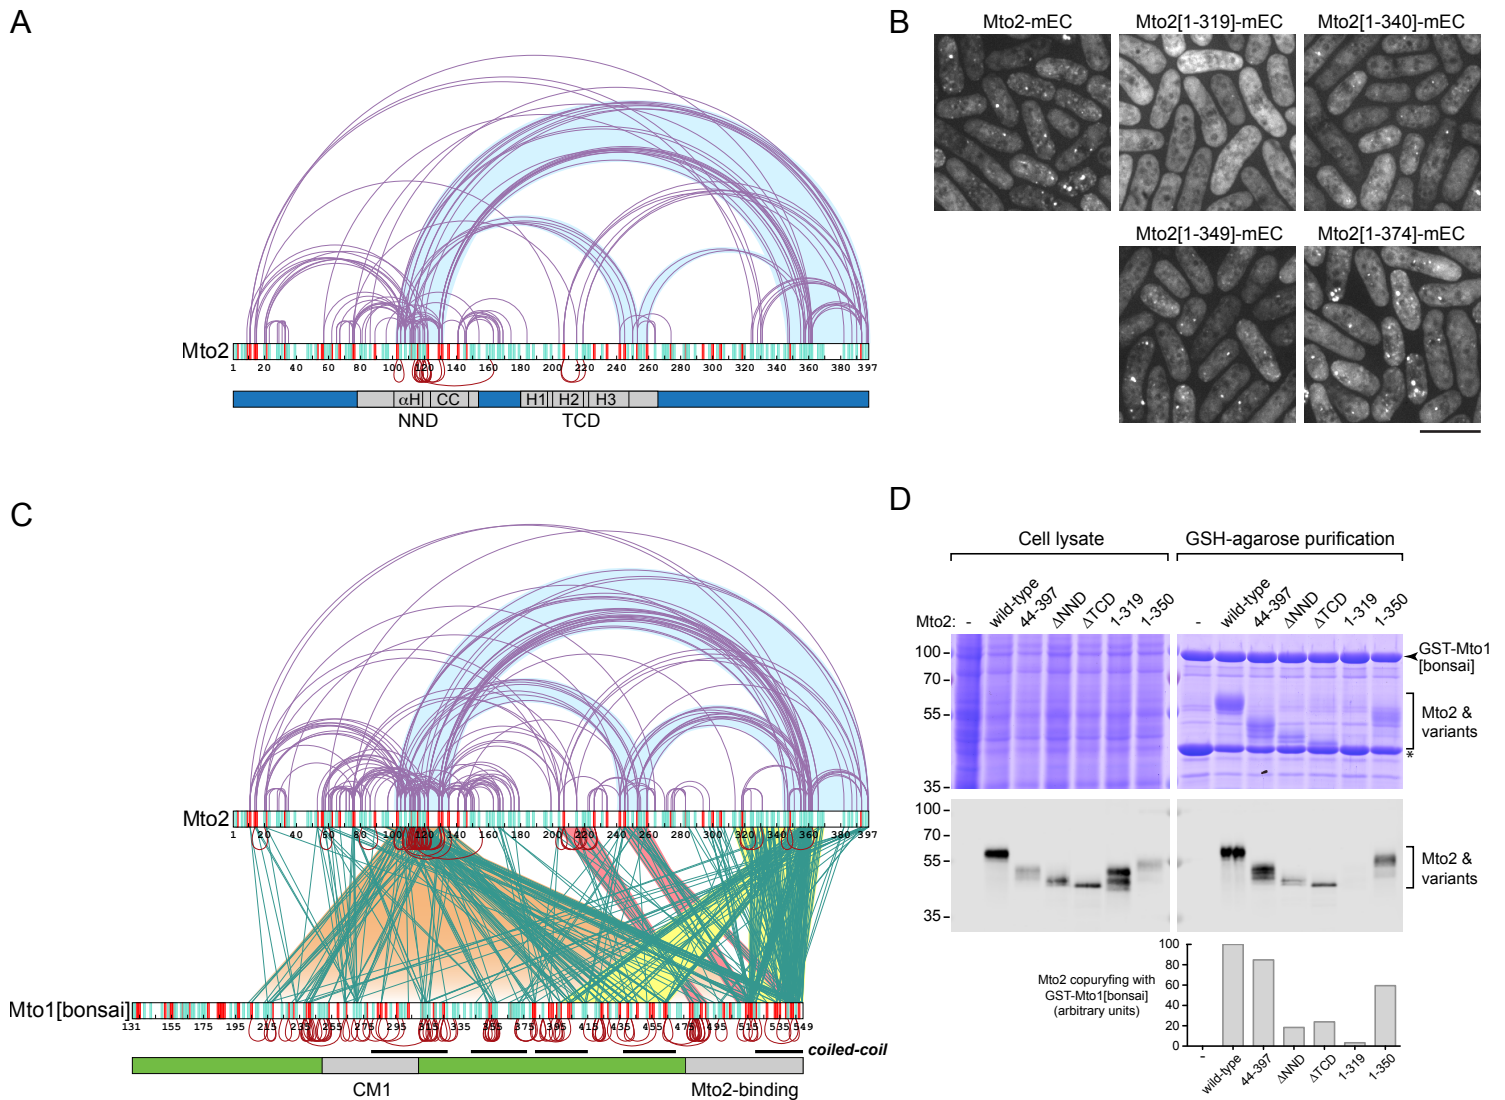 A
Mto2
1 20 40 60 80 100 120 140 160 180 200 220 240 260 280 300 320 340 360 380 397
αH CC H1 H2 H3
NND TCD
B
Mto2-mEC Mto2[1-319]-mEC Mto2[1-340]-mEC
Mto2[1-349]-mEC Mto2[1-374]-mEC
C
Mto2
1 20 40 60 80 100 120 140 160 180 200 220 240 260 280 300 320 340 360 380 397
Mto1[bonsai]
131 155 175 195 215 235 255 275 295 315 335 355 375 395 415 435 455 475 495 515 535 549
coiled-coil
CM1 Mto2-binding
D
Cell lysate GSH-agarose purification
Mto2: - wild-type 44-397 ΔNND ΔTCD 1-319 1-350 - wild-type 44-397 ΔNND ΔTCD 1-319 1-350
100
70
55
35
GST-Mto1
[bonsai]
Mto2 &
variants
*
100
70
55
35
Mto2 &
variants
Mto2 copuryfing with
GST-Mto1[bonsai]
(arbitrary units)
100
80
60
40
20
0
- wild-type 44-397 ΔNND ΔTCD 1-319 1-350